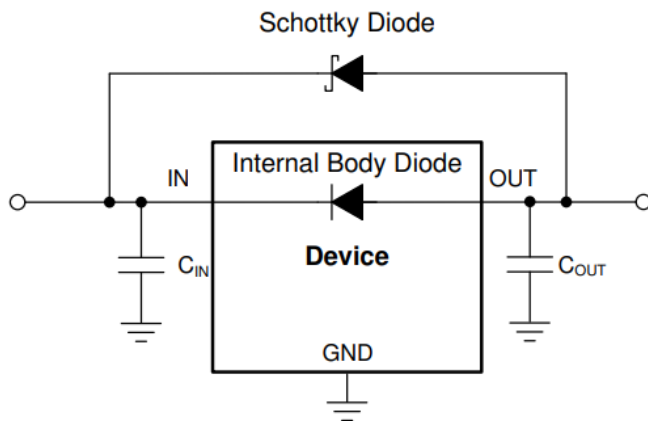 Schottky Diode
Internal Body Diode
IN
OUT
Device
CIN
COUT
GND